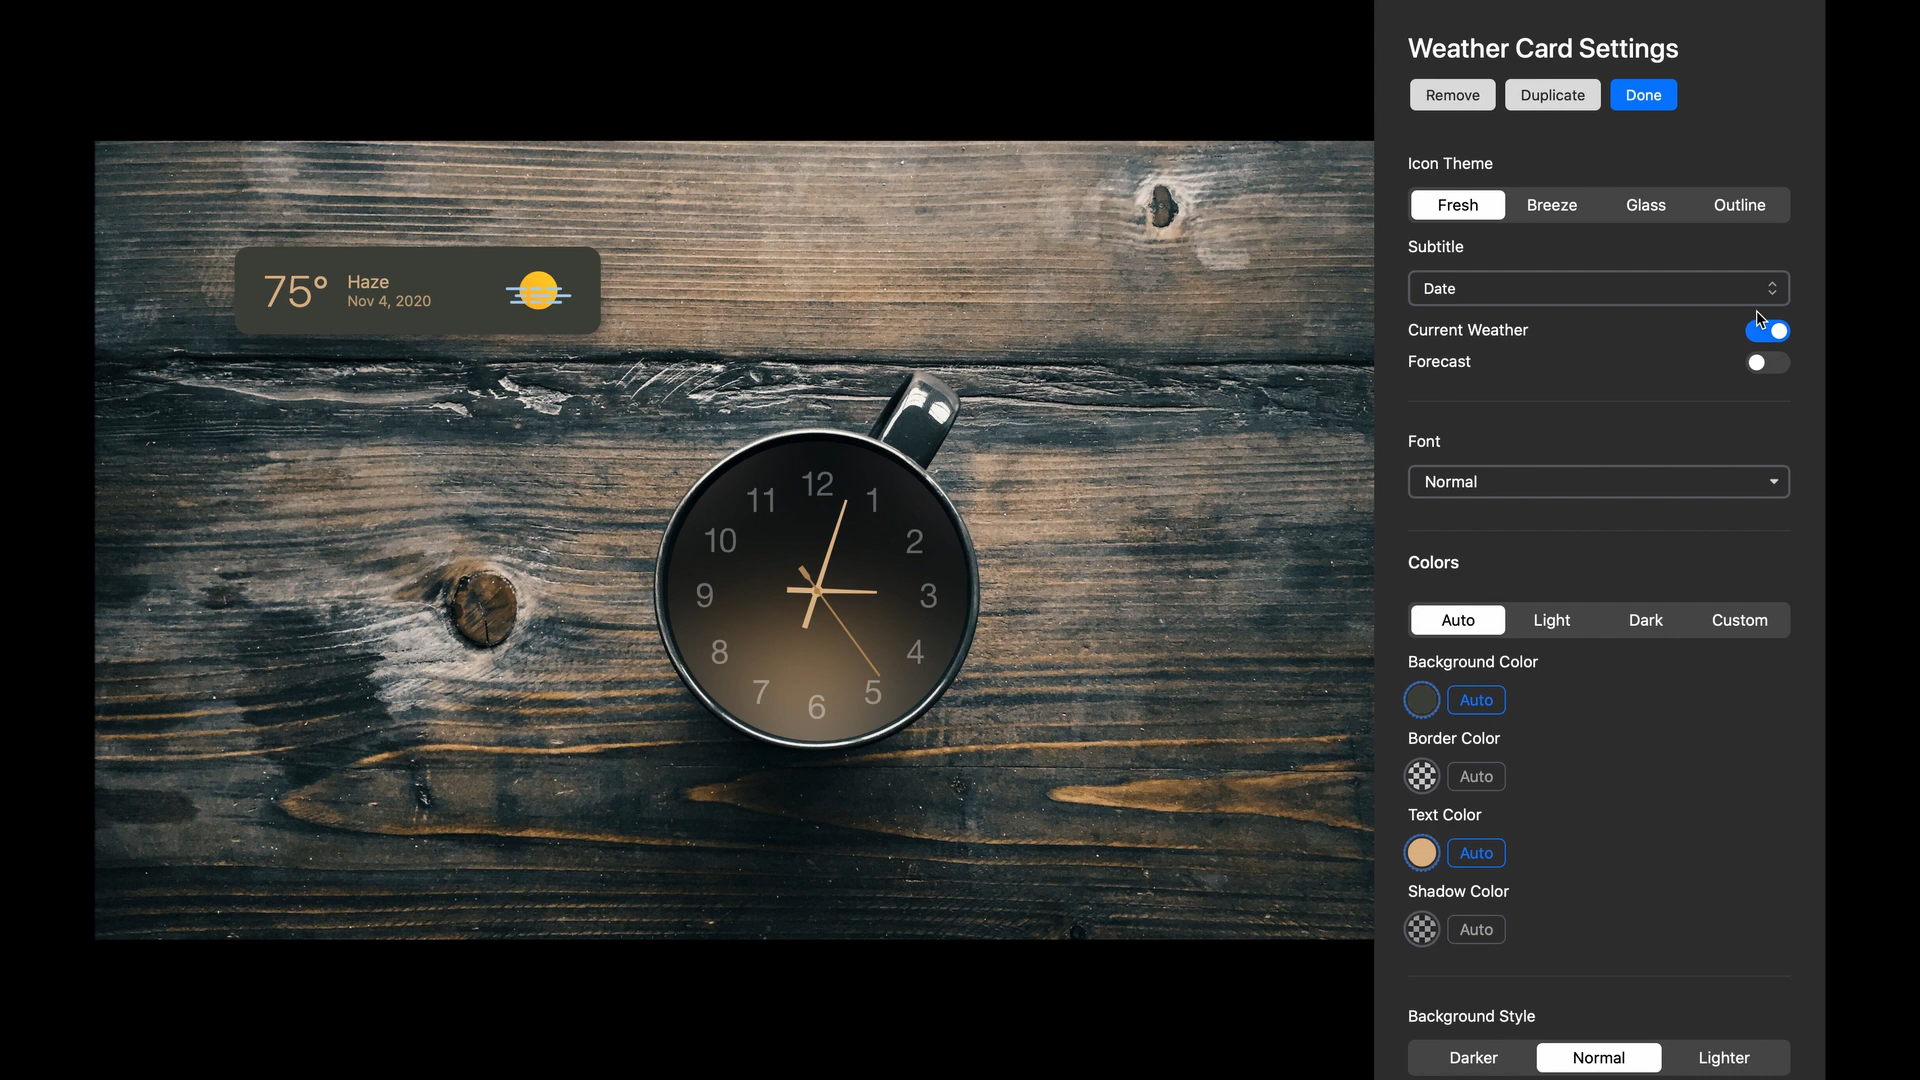 Weather Card Settings
Remove Duplicate Done
Icon Theme
Fresh Breeze Glass Outline
Subtitle
Date
Current Weather
Forecast
Font
Normal
Colors
Auto Light Dark Custom
Background Color
Auto
Border Color
Auto
Text Color
Auto
Shadow Color
Auto
Background Style
Darker Normal Lighter
75° Haze
Nov 4, 2020
12
11 1
10 2
9 3
8 4
7 5
6